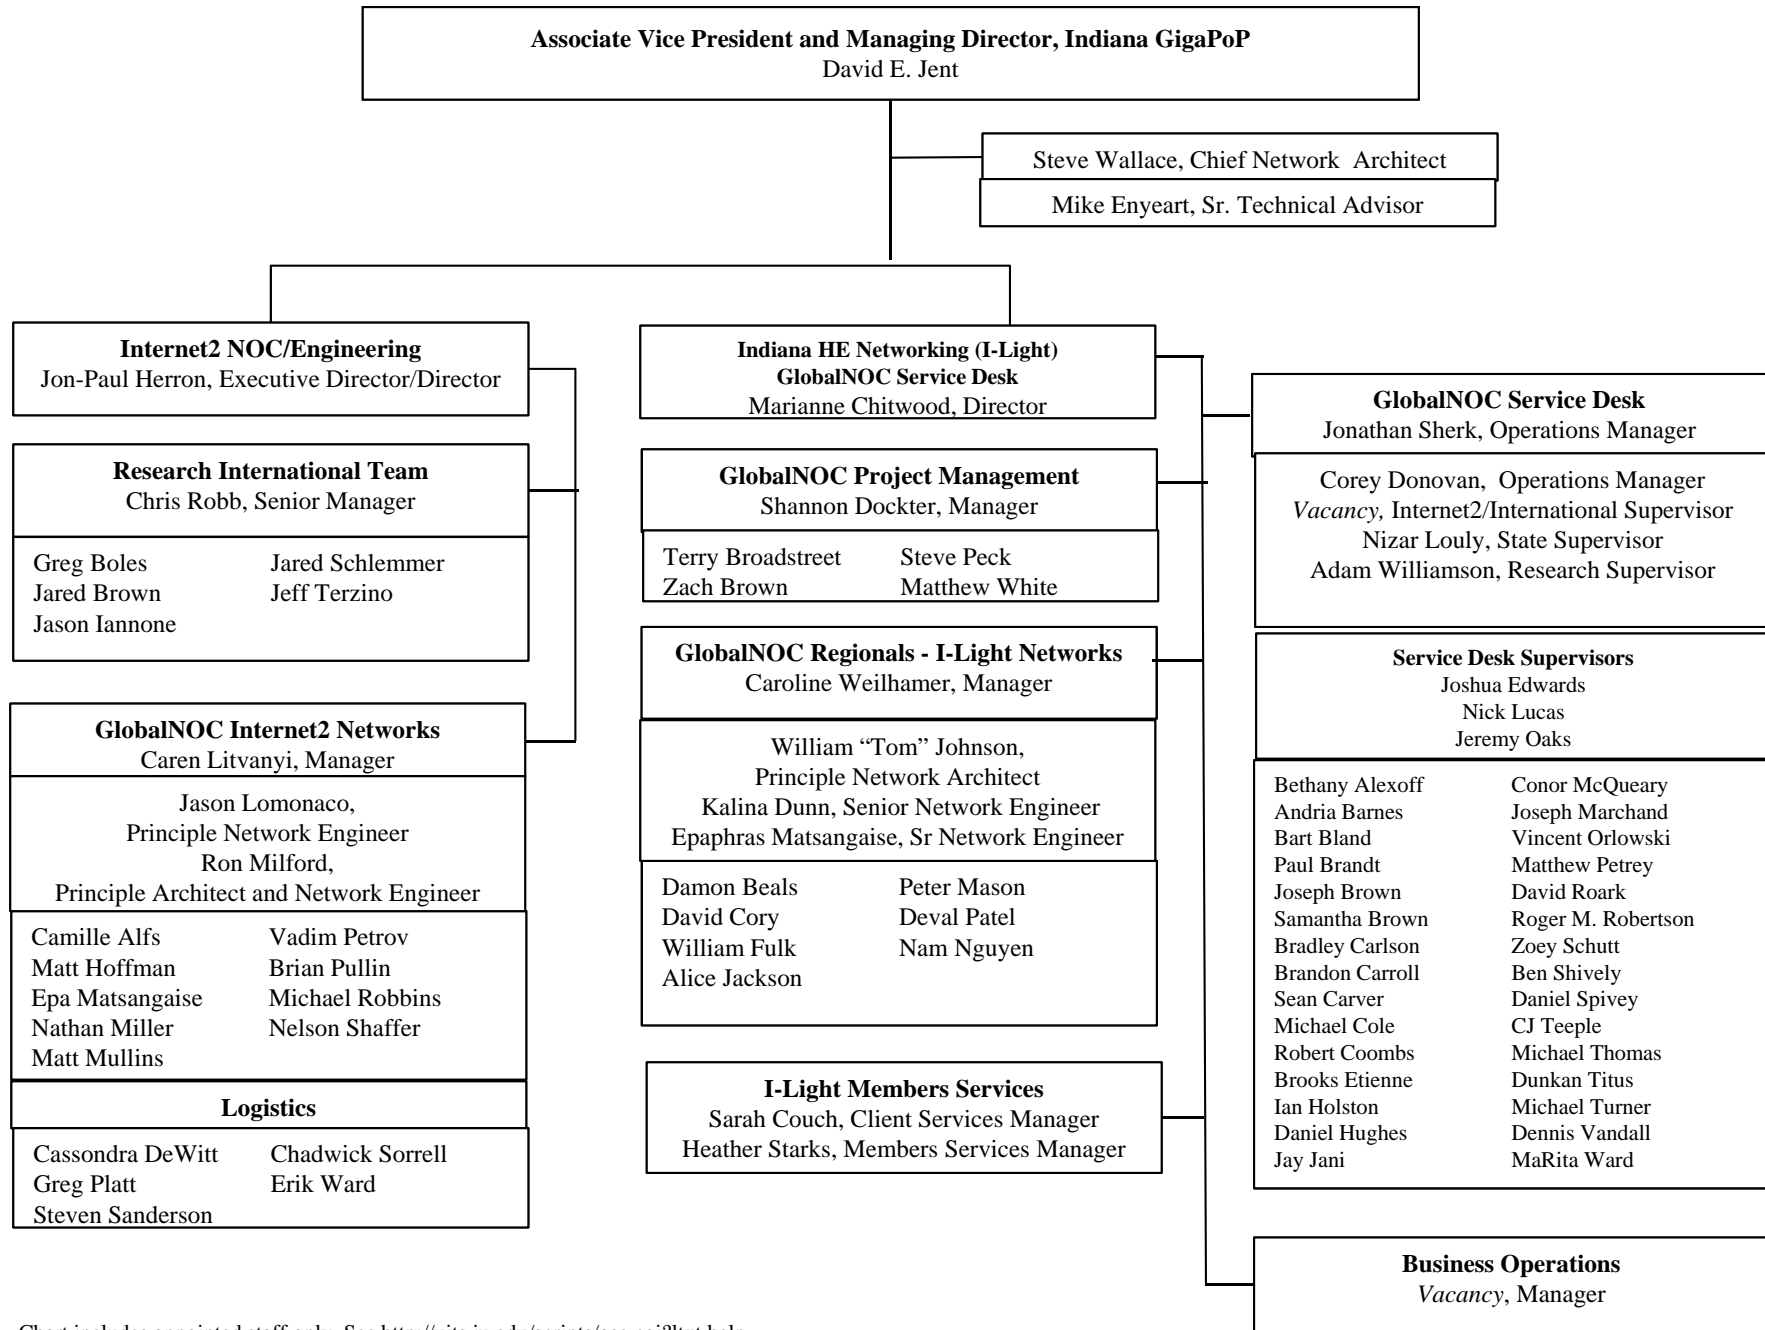 Associate Vice President and Managing Director, Indiana GigaPoP
David E. Jent
Steve Wallace, Chief Network Architect
Mike Enyeart, Sr. Technical Advisor
Internet2 NOC/Engineering
Jon-Paul Herron, Executive Director/Director
Research International Team
Chris Robb, Senior Manager
Greg Boles
Jared Brown
Jason Iannone
Jared Schlemmer
Jeff Terzino
GlobalNOC Internet2 Networks
Caren Litvanyi, Manager
Jason Lomonaco,
Principle Network Engineer
Ron Milford,
Principle Architect and Network Engineer
Camille Alfs
Matt Hoffman
Epa Matsangaise
Nathan Miller
Matt Mullins
Vadim Petrov
Brian Pullin
Michael Robbins
Nelson Shaffer
Logistics
Cassondra DeWitt
Greg Platt
Steven Sanderson
Chadwick Sorrell
Erik Ward
Indiana HE Networking (I-Light)
GlobalNOC Service Desk
Marianne Chitwood, Director
GlobalNOC Project Management
Shannon Dockter, Manager
Terry Broadstreet
Zach Brown
Steve Peck
Matthew White
GlobalNOC Regionals - I-Light Networks
Caroline Weilhamer, Manager
William “Tom” Johnson,
Principle Network Architect
Kalina Dunn, Senior Network Engineer
Epaphras Matsangaise, Sr Network Engineer
Damon Beals
David Cory
William Fulk
Alice Jackson
Peter Mason
Deval Patel
Nam Nguyen
I-Light Members Services
Sarah Couch, Client Services Manager
Heather Starks, Members Services Manager
GlobalNOC Service Desk
Jonathan Sherk, Operations Manager
Corey Donovan, Operations Manager
Vacancy, Internet2/International Supervisor
Nizar Louly, State Supervisor
Adam Williamson, Research Supervisor
Service Desk Supervisors
Joshua Edwards
Nick Lucas
Jeremy Oaks
Bethany Alexoff
Andria Barnes
Bart Bland
Paul Brandt
Joseph Brown
Samantha Brown
Bradley Carlson
Brandon Carroll
Sean Carver
Michael Cole
Robert Coombs
Brooks Etienne
Ian Holston
Daniel Hughes
Jay Jani
Conor McQueary
Joseph Marchand
Vincent Orlowski
Matthew Petrey
David Roark
Roger M. Robertson
Zoey Schutt
Ben Shively
Daniel Spivey
CJ Teeple
Michael Thomas
Dunkan Titus
Michael Turner
Dennis Vandall
MaRita Ward
Business Operations
Vacancy, Manager